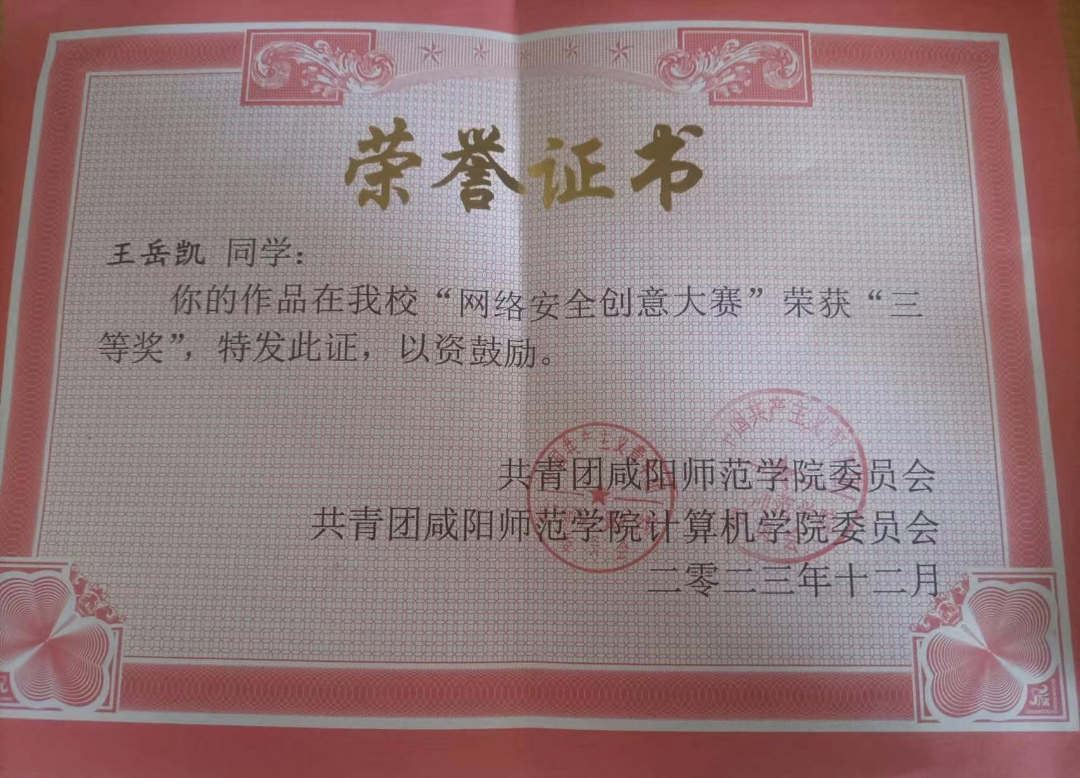 荣誉证书
王岳凯 同学：
你的作品在我校“网络安全创意大赛”荣获“三
等奖”，特发此证，以资鼓励。
共青团咸阳师范学院委员会
共青团咸阳师范学院计算机学院委员会
二零二三年十二月